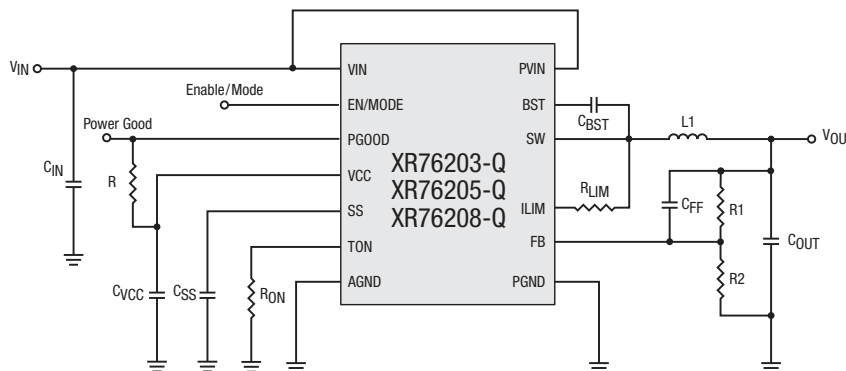 VIN
Enable/Mode
Power Good
CIN
R
CVCC
CSS
RON
VIN
EN/MODE
PGOOD
VCC
SS
TON
AGND
XR76203-Q
XR76205-Q
XR76208-Q
PVIN
BST
SW
ILIM
FB
PGND
CBST
L1
VOU
RLIM
CFF
R1
R2
COUT